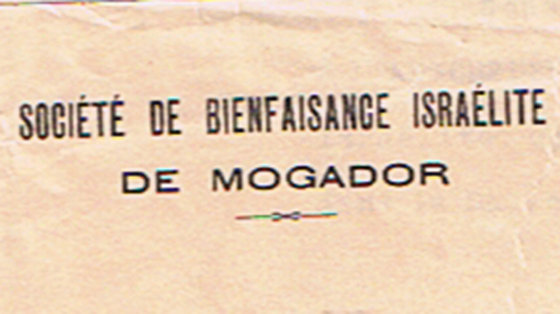 SOCIÉTÉ DE BIENFAISANCE ISRAÉLITE
DE MOGADOR